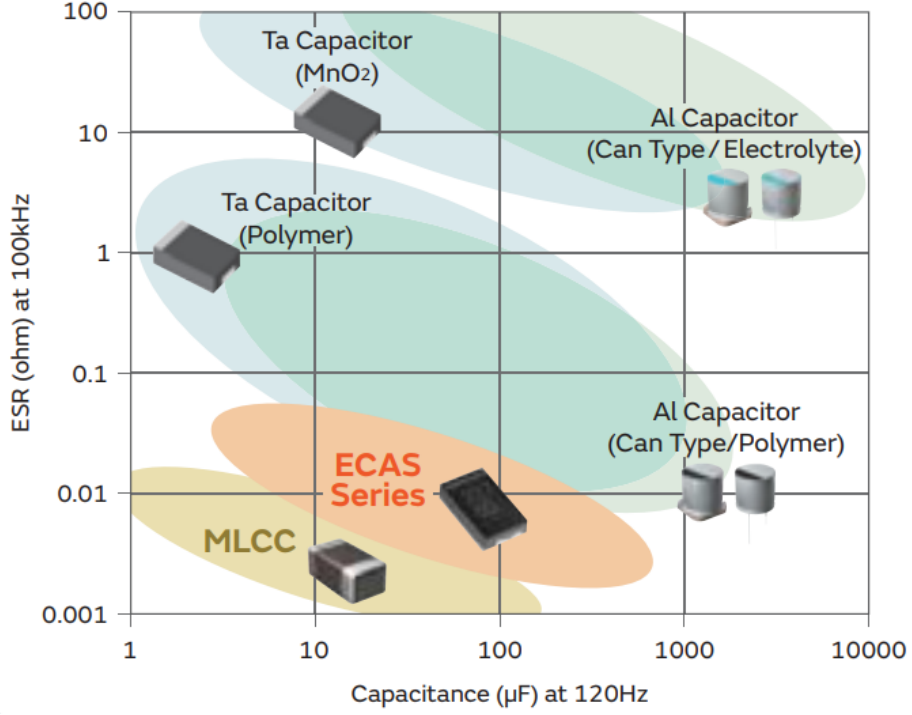 100
Ta Capacitor
(MnO2)
10
Al Capacitor
(Can Type/Electrolyte)
Ta Capacitor
(Polymer)
1
ESR (ohm) at 100kHz
0.1
Al Capacitor
(Can Type/Polymer)
ECAS
Series
0.01
MLCC
0.001
1 10 100 1000 10000
Capacitance (μF) at 120Hz